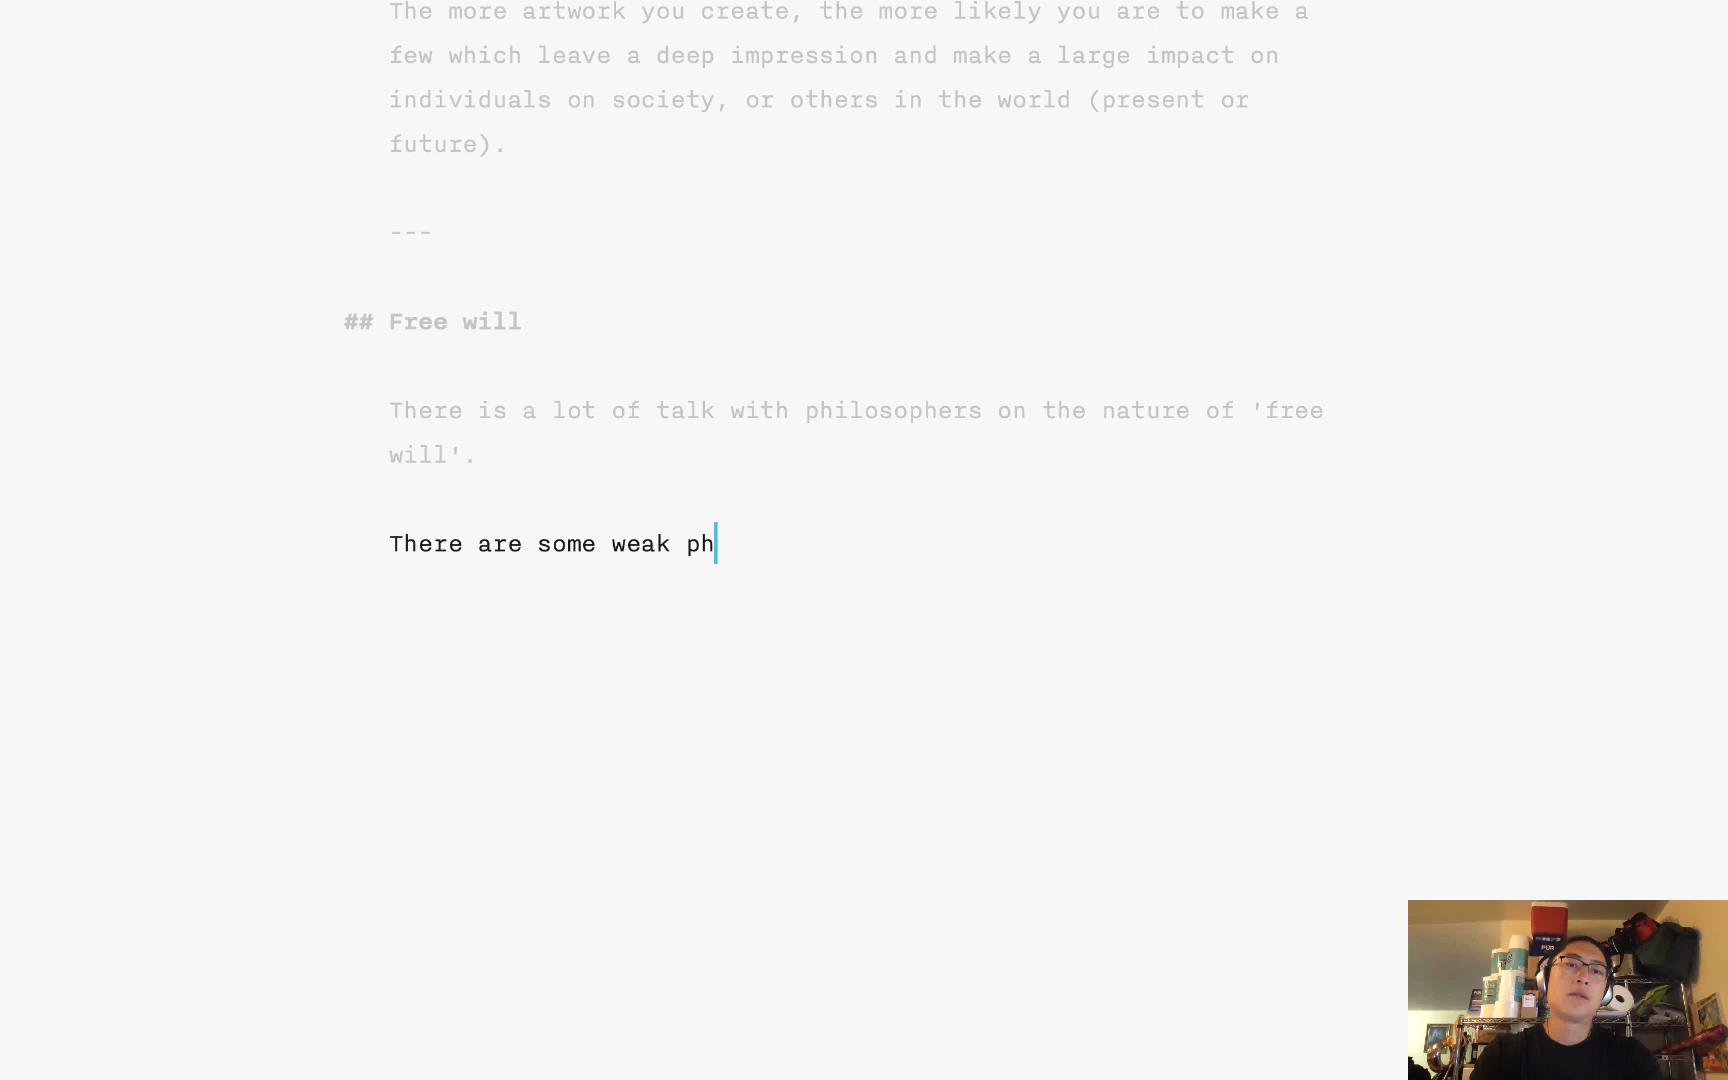 The more artwork you create, the more likely you are to make a
few which leave a deep impression and make a large impact on
individuals on society, or others in the world (present or
future).
---
## Free will
There is a lot of talk with philosophers on the nature of 'free
will'.
There are some weak ph
PUR